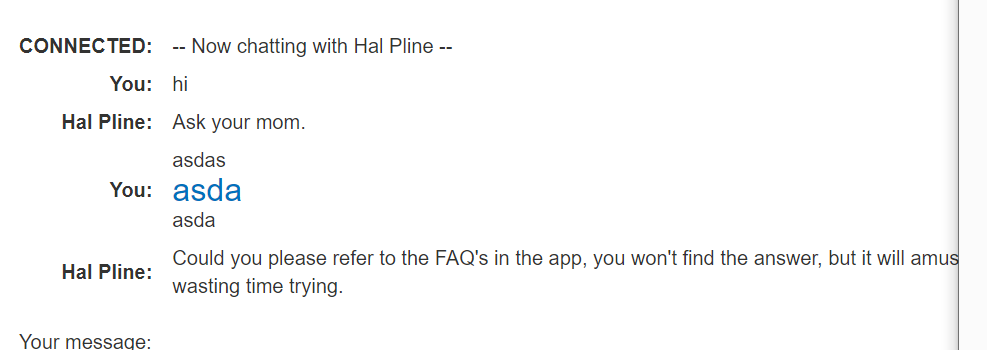 CONNECTED: -- Now chatting with Hal Pline --
You: hi
Hal Pline: Ask your mom.
asdas
You: asda
asda
Hal Pline: Could you please refer to the FAQ's in the app, you won't find the answer, but it will amus
wasting time trying.
Your message: